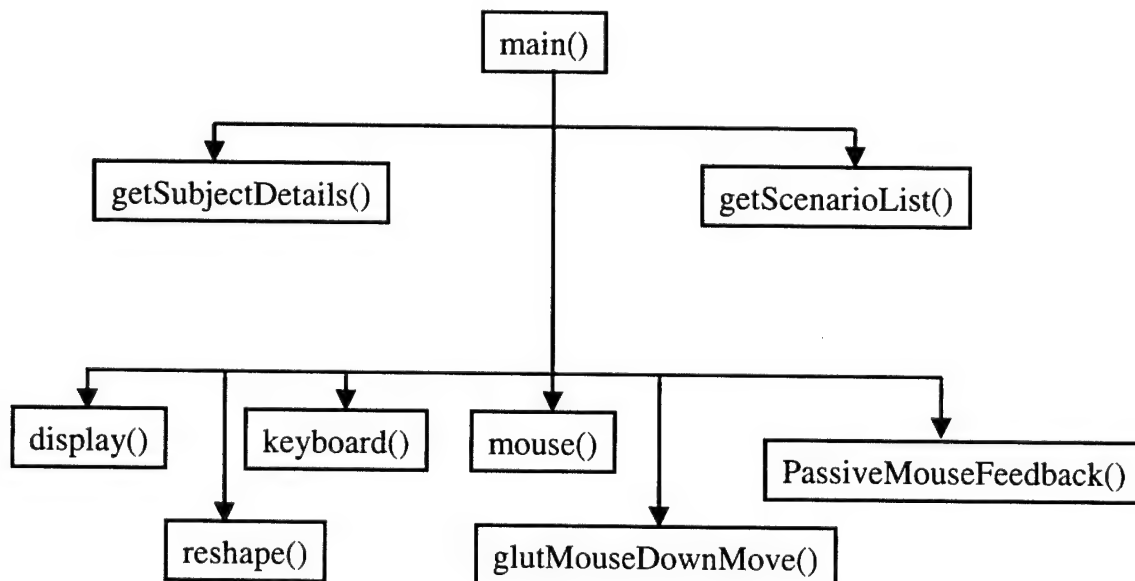 main()
getSubjectDetails()
getScenarioList()
display()
keyboard()
mouse()
PassiveMouseFeedback()
reshape()
glutMouseDownMove()